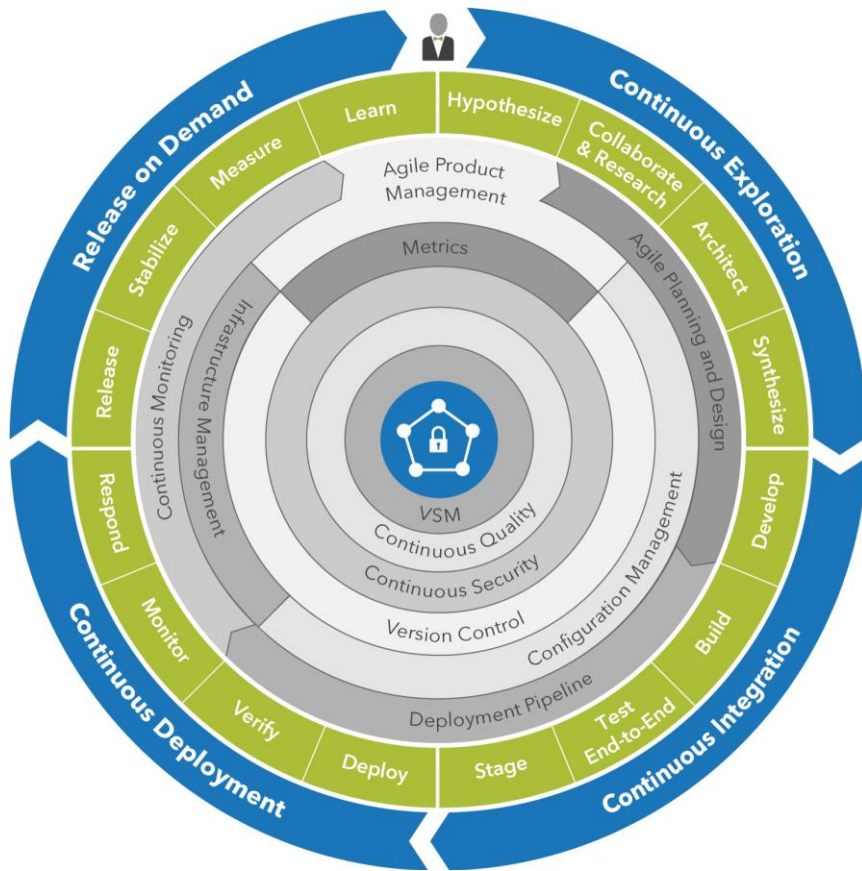 Continuous Exploration
Continuous Integration
Continuous Deployment
Release on Demand
Hypothesize
Collaborate
& Research
Architect
Synthesize
Develop
Build
Test
End-to-End
Stage
Deploy
Verify
Monitor
Respond
Release
Stabilize
Measure
Learn
Agile Product
Management
Agile Planning and Design
Deployment Pipeline
Continuous Monitoring
Infrastructure Management
Metrics
Configuration Management
Version Control
Continuous Security
Continuous Quality
VSM